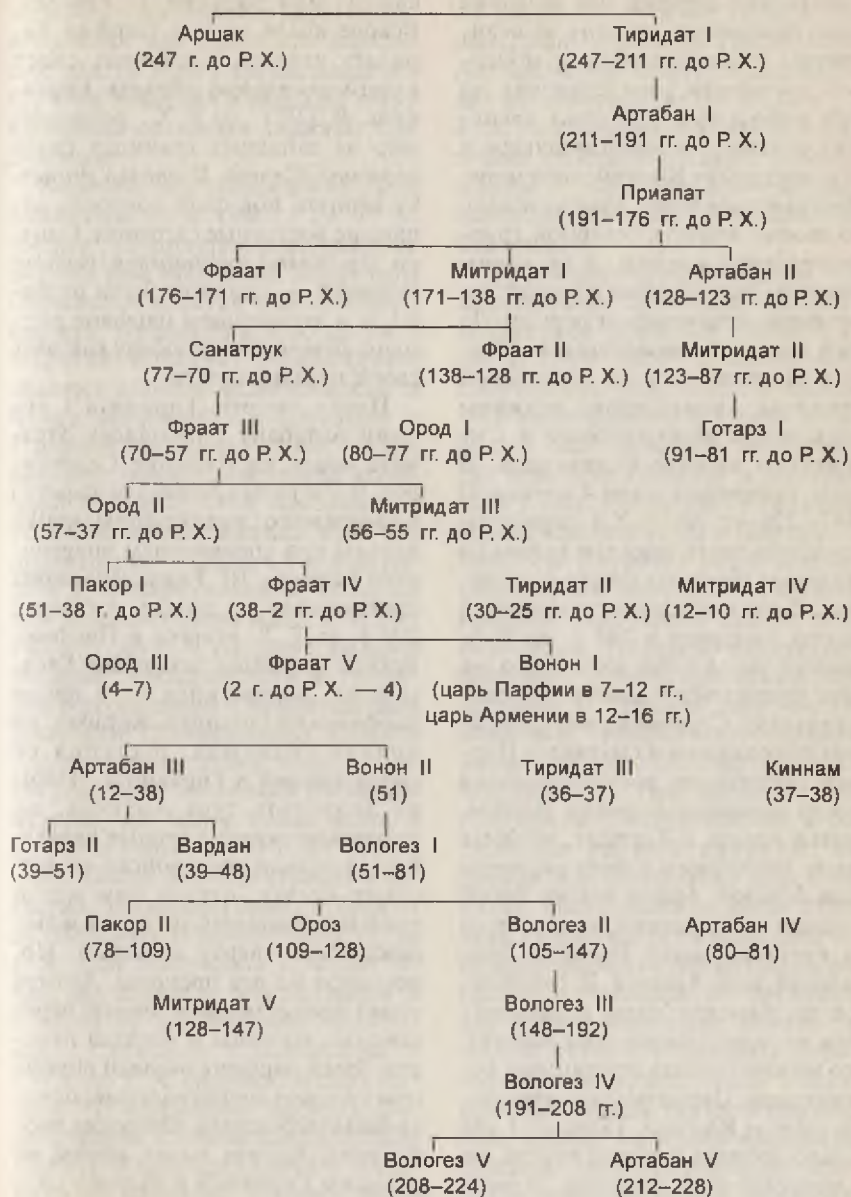 Аршак Тиридат I
(247 г. до Р. Х.) (247–211 гг. до Р. Х.)
Артабан I
(211–191 гг. до Р. Х.)
Приапат
(191–176 гг. до Р. Х.)
Фраат I Митридат I Артабан II
(176–171 гг. до Р. Х.) (171–138 гг. до Р. Х.) (128–123 гг. до Р. Х.)
Санатрук Фраат II Митридат II
(77–70 гг. до Р. Х.) (138–128 гг. до Р. Х.) (123–87 гг. до Р. Х.)
Фраат III Ород I Готарз I
(70–57 гг. до Р. Х.) (80–77 гг. до Р. Х.) (91–81 гг. до Р. Х.)
Ород II Митридат III
(57–37 гг. до Р. Х.) (56–55 гг. до Р. Х.)
Пакор I Фраат IV Тиридат II Митридат IV
(51–38 г. до Р. Х.) (38–2 гг. до Р. Х.) (30–25 гг. до Р. Х.) (12–10 гг. до Р. Х.)
Ород III Фраат V Вонон I
(4–7) (2 г. до Р. Х. — 4) (царь Парфии в 7–12 гг.,
царь Армении в 12–16 гг.)
Артабан III Вонон II Тиридат III Киннам
(12–38) (51) (36–37) (37–38)
Готарз II Вардан Вологез I
(39–51) (39–48) (51–81)
Пакор II Ороз Вологез II Артабан IV
(78–109) (109–128) (105–147) (80–81)
Митридат V Вологез III
(128–147) (148–192)
Вологез IV
(191–208 гг.)
Вологез V Артабан V
(208–224) (212–228)